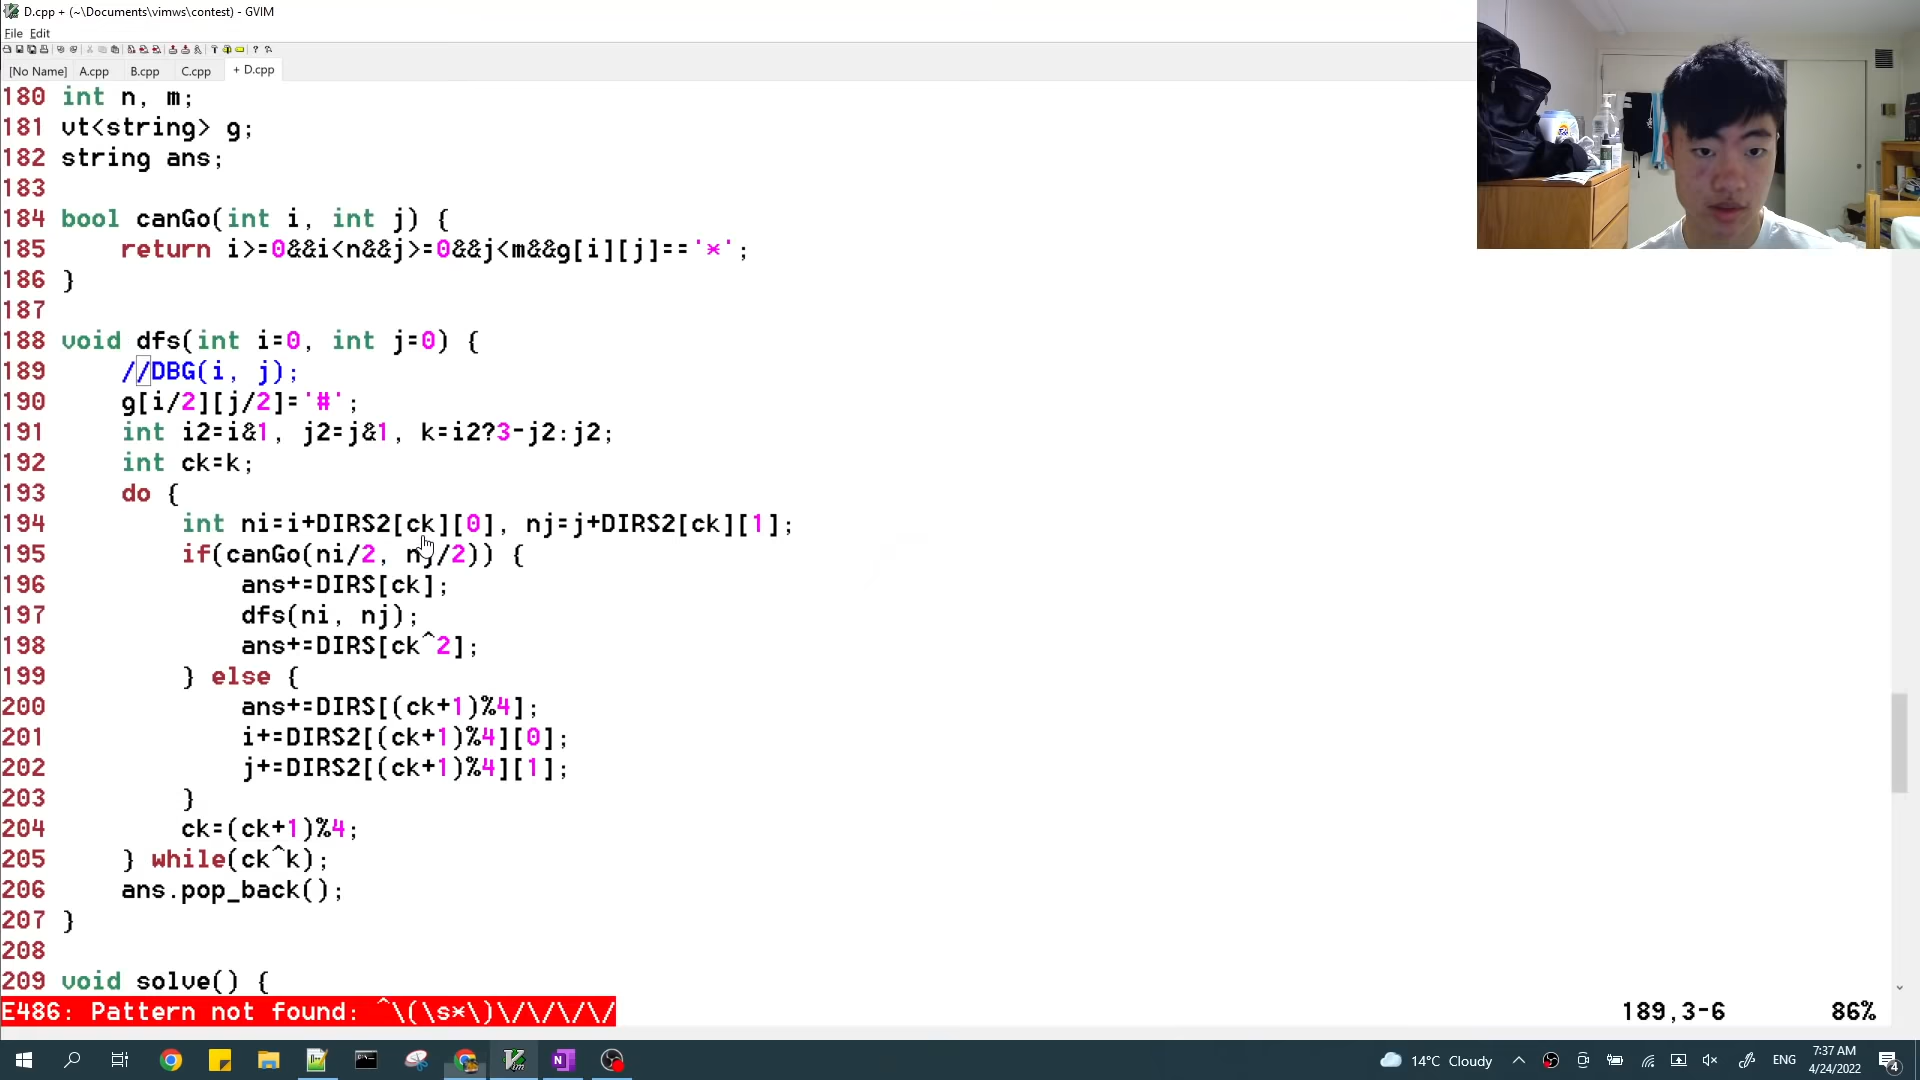 D.cpp + (~\Documents\vimws\contest) - GVIM
File Edit
[No Name] A.cpp B.cpp C.cpp + D.cpp
180 int n, m;
181 vt<string> g;
182 string ans;
183
184 bool canGo(int i, int j) {
185 return i>=0&&i<n&&j>=0&&j<m&&g[i][j]=='*';
186 }
187
188 void dfs(int i=0, int j=0) {
189 //DBG(i, j);
190 g[i/2][j/2]='#';
191 int i2=i&1, j2=j&1, k=i2?3-j2:j2;
192 int ck=k;
193 do {
194 int ni=i+DIRS2[ck][0], nj=j+DIRS2[ck][1];
195 if(canGo(ni/2, nj/2)) {
196 ans+=DIRS[ck];
197 dfs(ni, nj);
198 ans+=DIRS[ck^2];
199 } else {
200 ans+=DIRS[(ck+1)%4];
201 i+=DIRS2[(ck+1)%4][0];
202 j+=DIRS2[(ck+1)%4][1];
203 }
204 ck=(ck+1)%4;
205 } while(ck^k);
206 ans.pop_back();
207 }
208
209 void solve() {
E486: Pattern not found: ^\(\s*\)\/\/\/\/ 189,3-6 86%
14°C Cloudy ENG 7:37 AM
4/24/2022 4